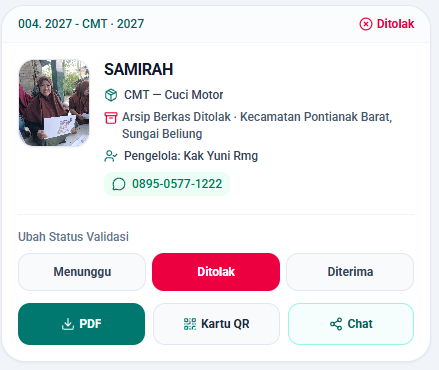 004. 2027 - CMT · 2027
Ditolak
SAMIRAH
CMT — Cuci Motor
Arsip Berkas Ditolak · Kecamatan Pontianak Barat,
Sungai Beliung
Pengelola: Kak Yuni Rmg
0895-0577-1222
Ubah Status Validasi
Menunggu
Ditolak
Diterima
PDF
Kartu QR
Chat